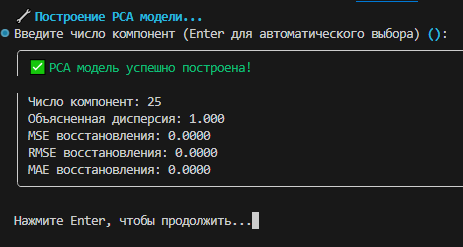 🔧 Построение PCA модели...
Введите число компонент (Enter для автоматического выбора) ():
✅ PCA модель успешно построена!
Число компонент: 25
Объясненная дисперсия: 1.000
MSE восстановления: 0.0000
RMSE восстановления: 0.0000
MAE восстановления: 0.0000
Нажмите Enter, чтобы продолжить...